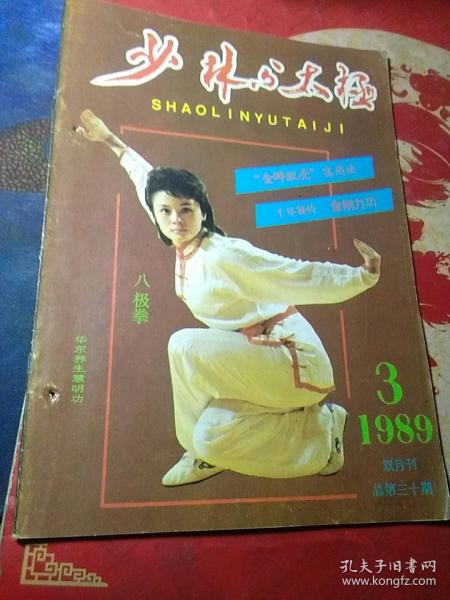 少林与太极
SHAOLINYUTAIJI
"金蝉脱壳"实用法
千年秘传 金刚力功
八极拳
华东养生慧明功
3
1989
双月刊
总第三十期
孔夫子旧书网
www.kongfz.com